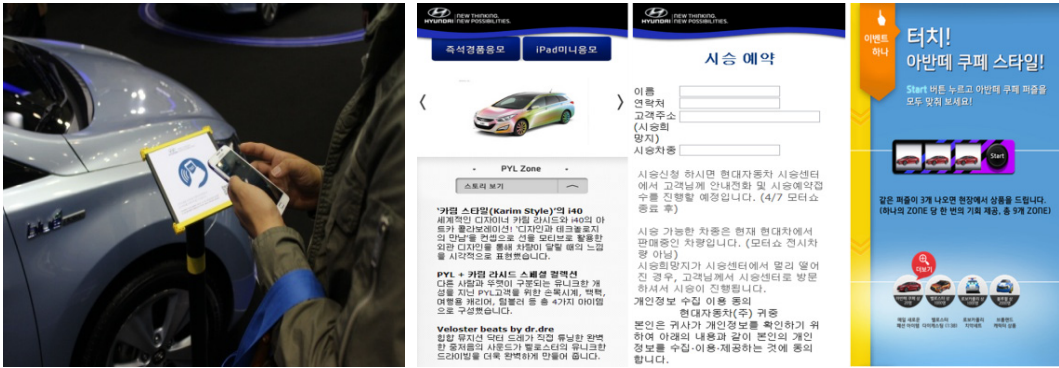 HYUNDAI
NEW THINKING.
NEW POSSIBILITIES.
즉석경품응모
iPad미니응모
- PYL Zone -
스토리 보기
'카림 스타일(Karim Style)'의 i40
세계적인 디자이너 카림 라시드와 i40의 아
트카 콜라보레이션! '디자인과 테크놀로지
의 만남'을 컨셉으로 선을 모티브로 활용한
외관 디자인을 통해 차량이 달릴 때의 느낌
을 시각적으로 표현했습니다.
PYL + 카림 라시드 스페셜 컬렉션
다른 사람과 뚜렷이 구분되는 유니크한 개
성을 지닌 PYL고객을 위한 손목시계, 백팩,
여행용 캐리어, 텀블러 등 총 4가지 아이템
으로 구성했습니다.
Veloster beats by dr.dre
힙합 뮤지션 닥터 드레가 직접 튜닝한 완벽
한 중저음의 사운드가 벨로스터의 유니크한
드라이빙을 더욱 완벽하게 만들어 줍니다.
HYUNDAI
NEW THINKING.
NEW POSSIBILITIES.
시승 예약
이름
연락처
고객주소
(시승희
망지)
시승차종
시승신청 하시면 현대자동차 시승센터
에서 고객님께 안내전화 및 시승예약접
수를 진행할 예정입니다. (4/7 모터쇼
종료 후)
시승 가능한 차종은 현재 현대차에서
판매중인 차량입니다. (모터쇼 전시차
량 아님)
시승희망지가 시승센터에서 멀리 떨어
진 경우, 고객님께서 시승센터로 방문
하셔서 시승이 진행됩니다.
개인정보 수집 이용 동의
현대자동차(주) 귀중
본인은 귀사가 개인정보를 확인하기 위
하여 아래의 내용과 같이 본인의 개인
정보를 수집·이용·제공하는 것에 동의
합니다.
이벤트
하나
터치!
아반떼 쿠페 스타일!
Start 버튼 누르고 아반떼 쿠페 퍼즐을
모두 맞춰 보세요!
Start
같은 퍼즐이 3개 나오면 현장에서 상품을 드립니다.
(하나의 ZONE 당 한 번의 기회 제공, 총 9개 ZONE)
더보기